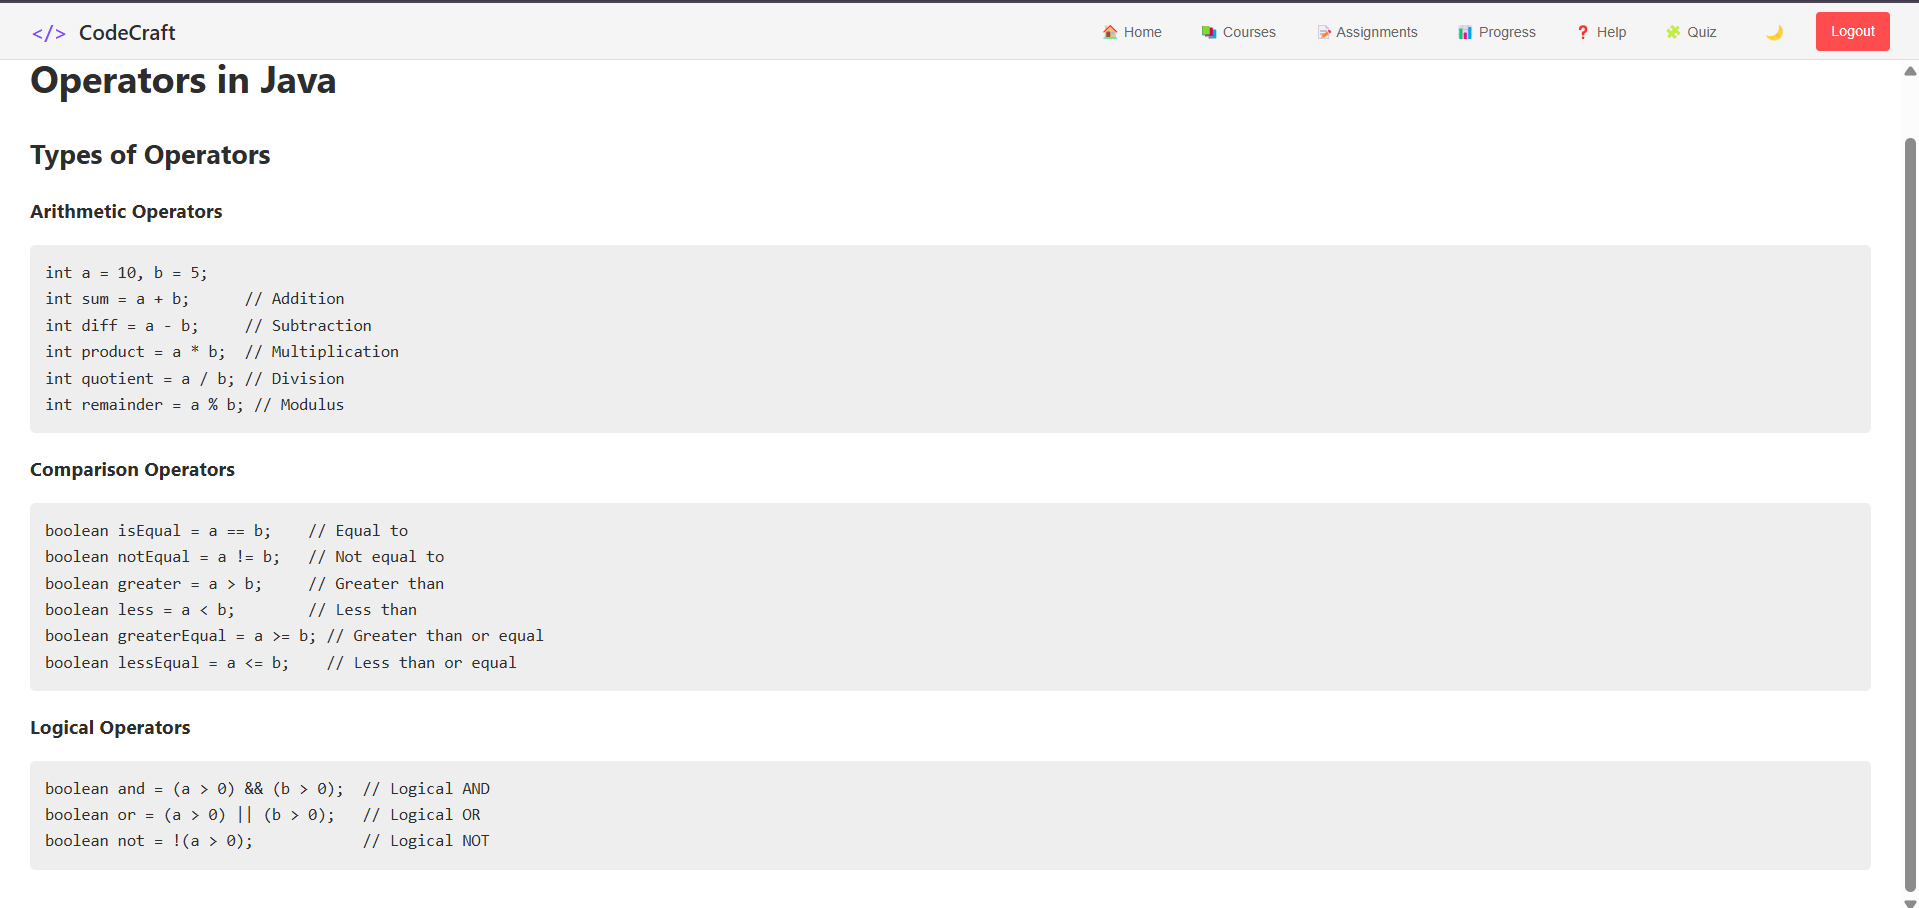 </> CodeCraft
🏠 Home 📚 Courses 📝 Assignments 📊 Progress ❓ Help 🧩 Quiz 🌙 Logout
Operators in Java
Types of Operators
Arithmetic Operators
int a = 10, b = 5;
int sum = a + b;      // Addition
int diff = a - b;     // Subtraction
int product = a * b;  // Multiplication
int quotient = a / b; // Division
int remainder = a % b; // Modulus
Comparison Operators
boolean isEqual = a == b;    // Equal to
boolean notEqual = a != b;   // Not equal to
boolean greater = a > b;     // Greater than
boolean less = a < b;        // Less than
boolean greaterEqual = a >= b; // Greater than or equal
boolean lessEqual = a <= b;    // Less than or equal
Logical Operators
boolean and = (a > 0) && (b > 0);  // Logical AND
boolean or = (a > 0) || (b > 0);   // Logical OR
boolean not = !(a > 0);            // Logical NOT